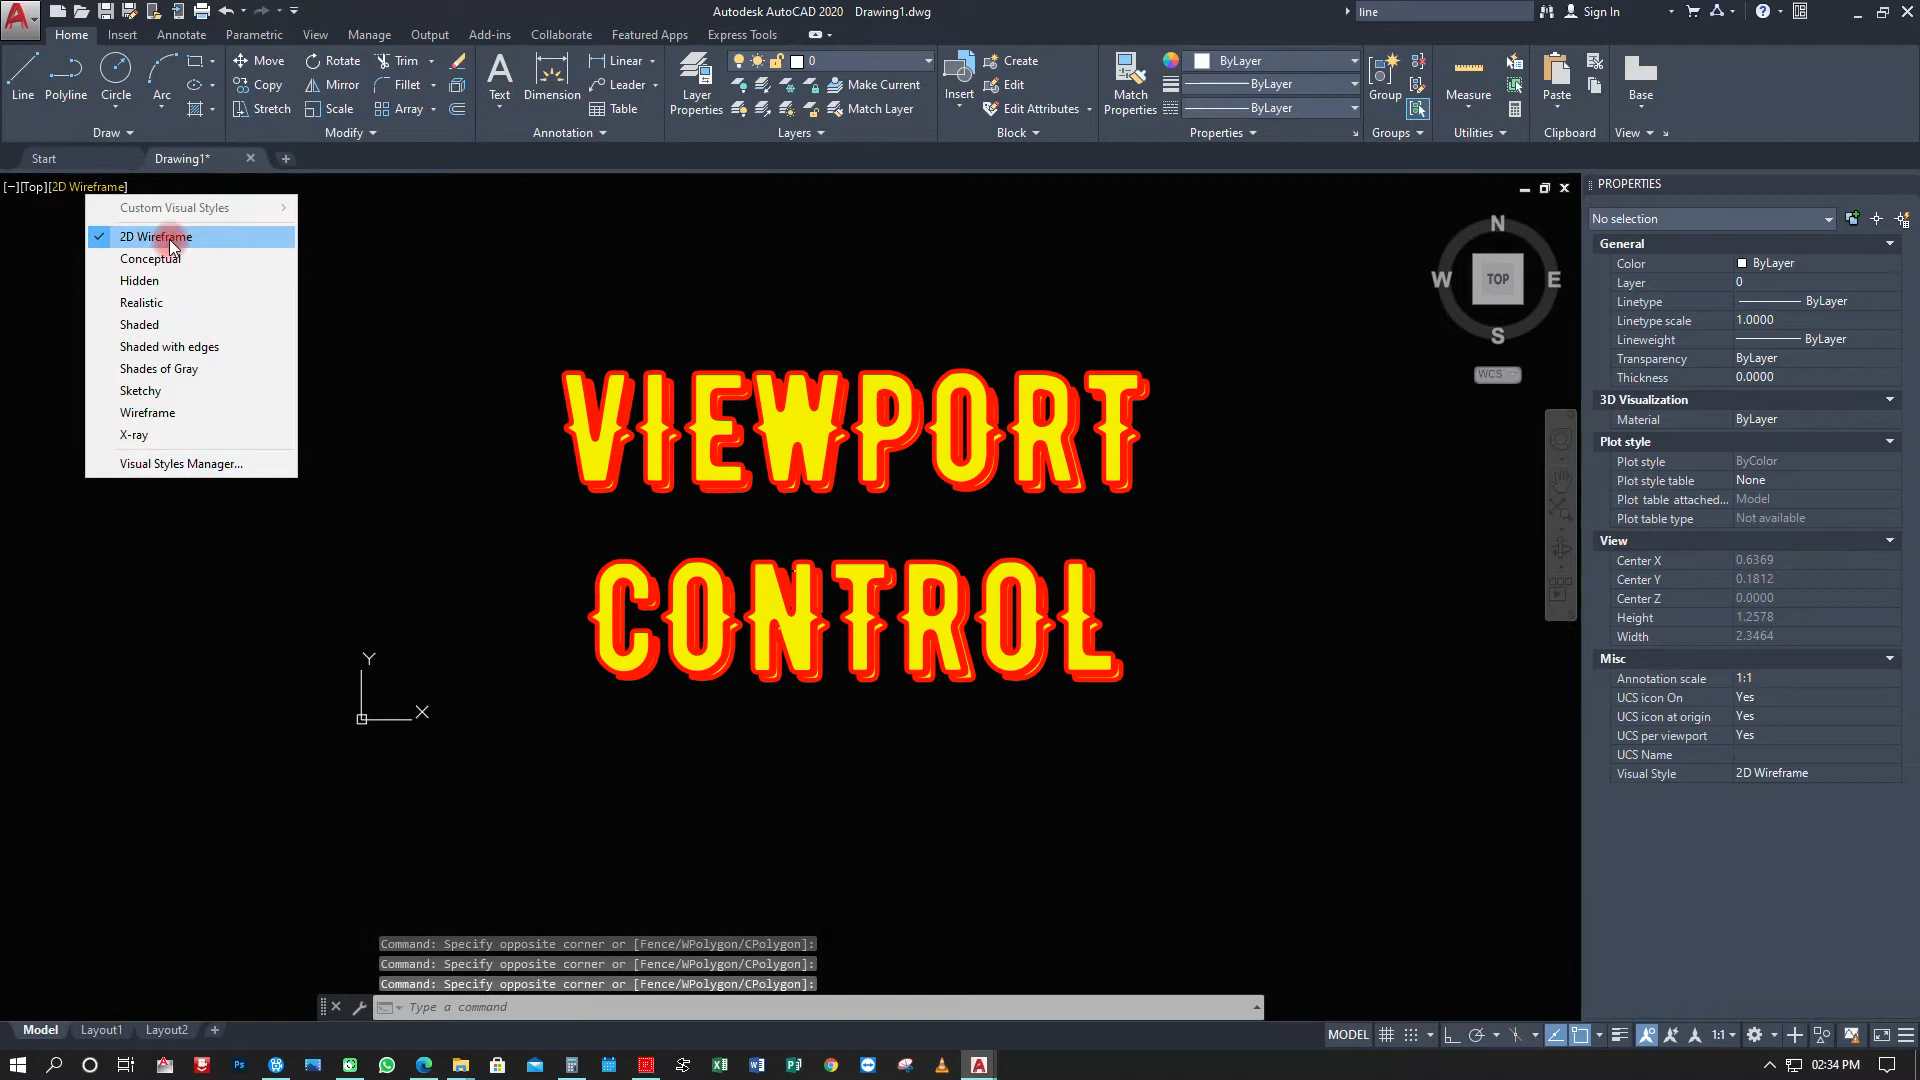 Autodesk AutoCAD 2020 Drawing1.dwg
line
Sign In
Home Insert Annotate Parametric View Manage Output Add-ins Collaborate Featured Apps Express Tools
Line Polyline Circle Arc
Draw
Move Rotate Trim
Copy Mirror Fillet
Stretch Scale Array
Modify
Text Dimension
Linear
Leader
Table
Annotation
Layer Properties
0
Make Current
Match Layer
Layers
Insert
Create
Edit
Edit Attributes
Block
Match Properties
ByLayer
ByLayer
ByLayer
Properties
Group
Groups
Measure
Utilities
Paste
Clipboard
Base
View
Start Drawing1*
[−][Top][2D Wireframe]
Custom Visual Styles
2D Wireframe
Conceptual
Hidden
Realistic
Shaded
Shaded with edges
Shades of Gray
Sketchy
Wireframe
X-ray
Visual Styles Manager...
VIEWPORT
CONTROL
Y
X
N
W TOP E
S
WCS
PROPERTIES
No selection
General
Color ByLayer
Layer 0
Linetype ByLayer
Linetype scale 1.0000
Lineweight ByLayer
Transparency ByLayer
Thickness 0.0000
3D Visualization
Material ByLayer
Plot style
Plot style ByColor
Plot style table None
Plot table attached... Model
Plot table type Not available
View
Center X 0.6369
Center Y 0.1812
Center Z 0.0000
Height 1.2578
Width 2.3464
Misc
Annotation scale 1:1
UCS icon On Yes
UCS icon at origin Yes
UCS per viewport Yes
UCS Name
Visual Style 2D Wireframe
Command: Specify opposite corner or [Fence/WPolygon/CPolygon]:
Command: Specify opposite corner or [Fence/WPolygon/CPolygon]:
Command: Specify opposite corner or [Fence/WPolygon/CPolygon]:
Type a command
Model Layout1 Layout2
MODEL 1:1
02:34 PM